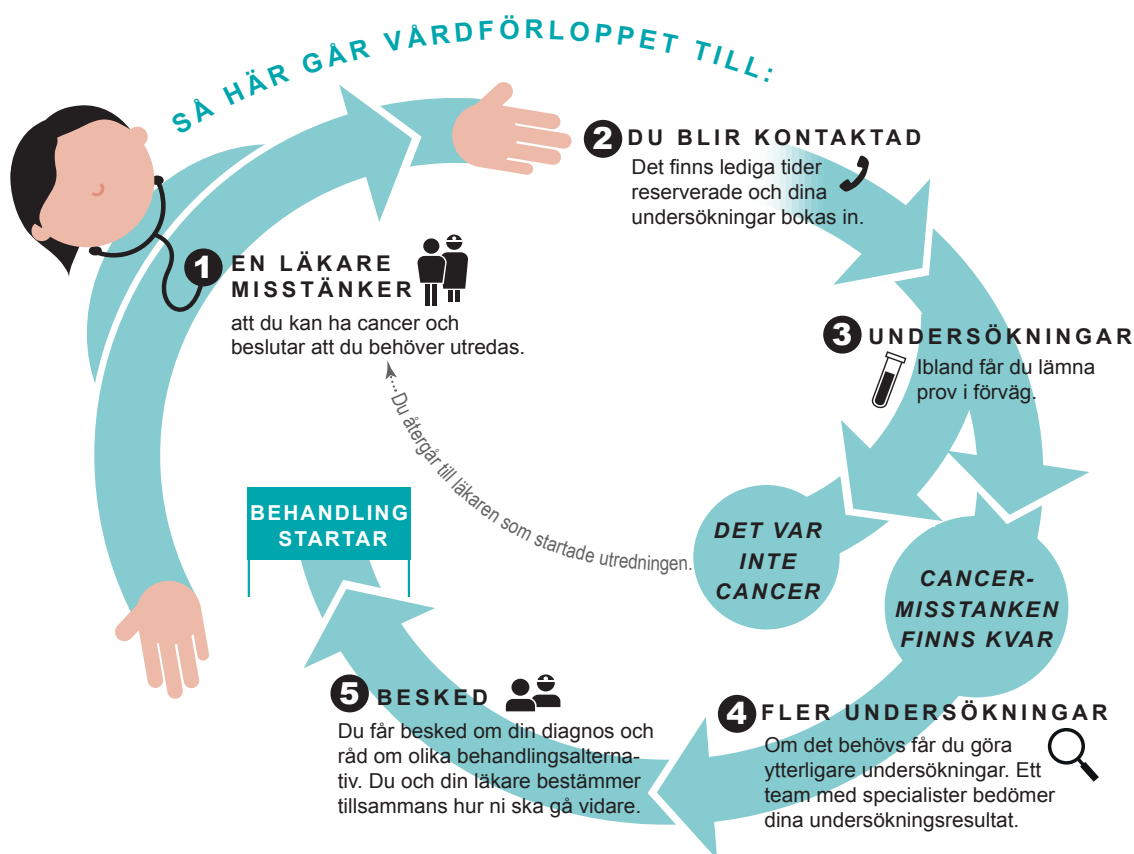 SÅ HÄR GÅR VÅRDFÖRLOPPET TILL:
1 EN LÄKARE
MISSTÄNKER
att du kan ha cancer och
beslutar att du behöver utredas.
2 DU BLIR KONTAKTAD
Det finns lediga tider
reserverade och dina
undersökningar bokas in.
3 UNDERSÖKNINGAR
Ibland får du lämna
prov i förväg.
DET VAR
INTE
CANCER
Du återgår till läkaren som startade utredningen.
CANCER-
MISSTANKEN
FINNS KVAR
4 FLER UNDERSÖKNINGAR
Om det behövs får du göra
ytterligare undersökningar. Ett
team med specialister bedömer
dina undersökningsresultat.
5 BESKED
Du får besked om din diagnos och
råd om olika behandlingsalterna-
tiv. Du och din läkare bestämmer
tillsammans hur ni ska gå vidare.
BEHANDLING
STARTAR